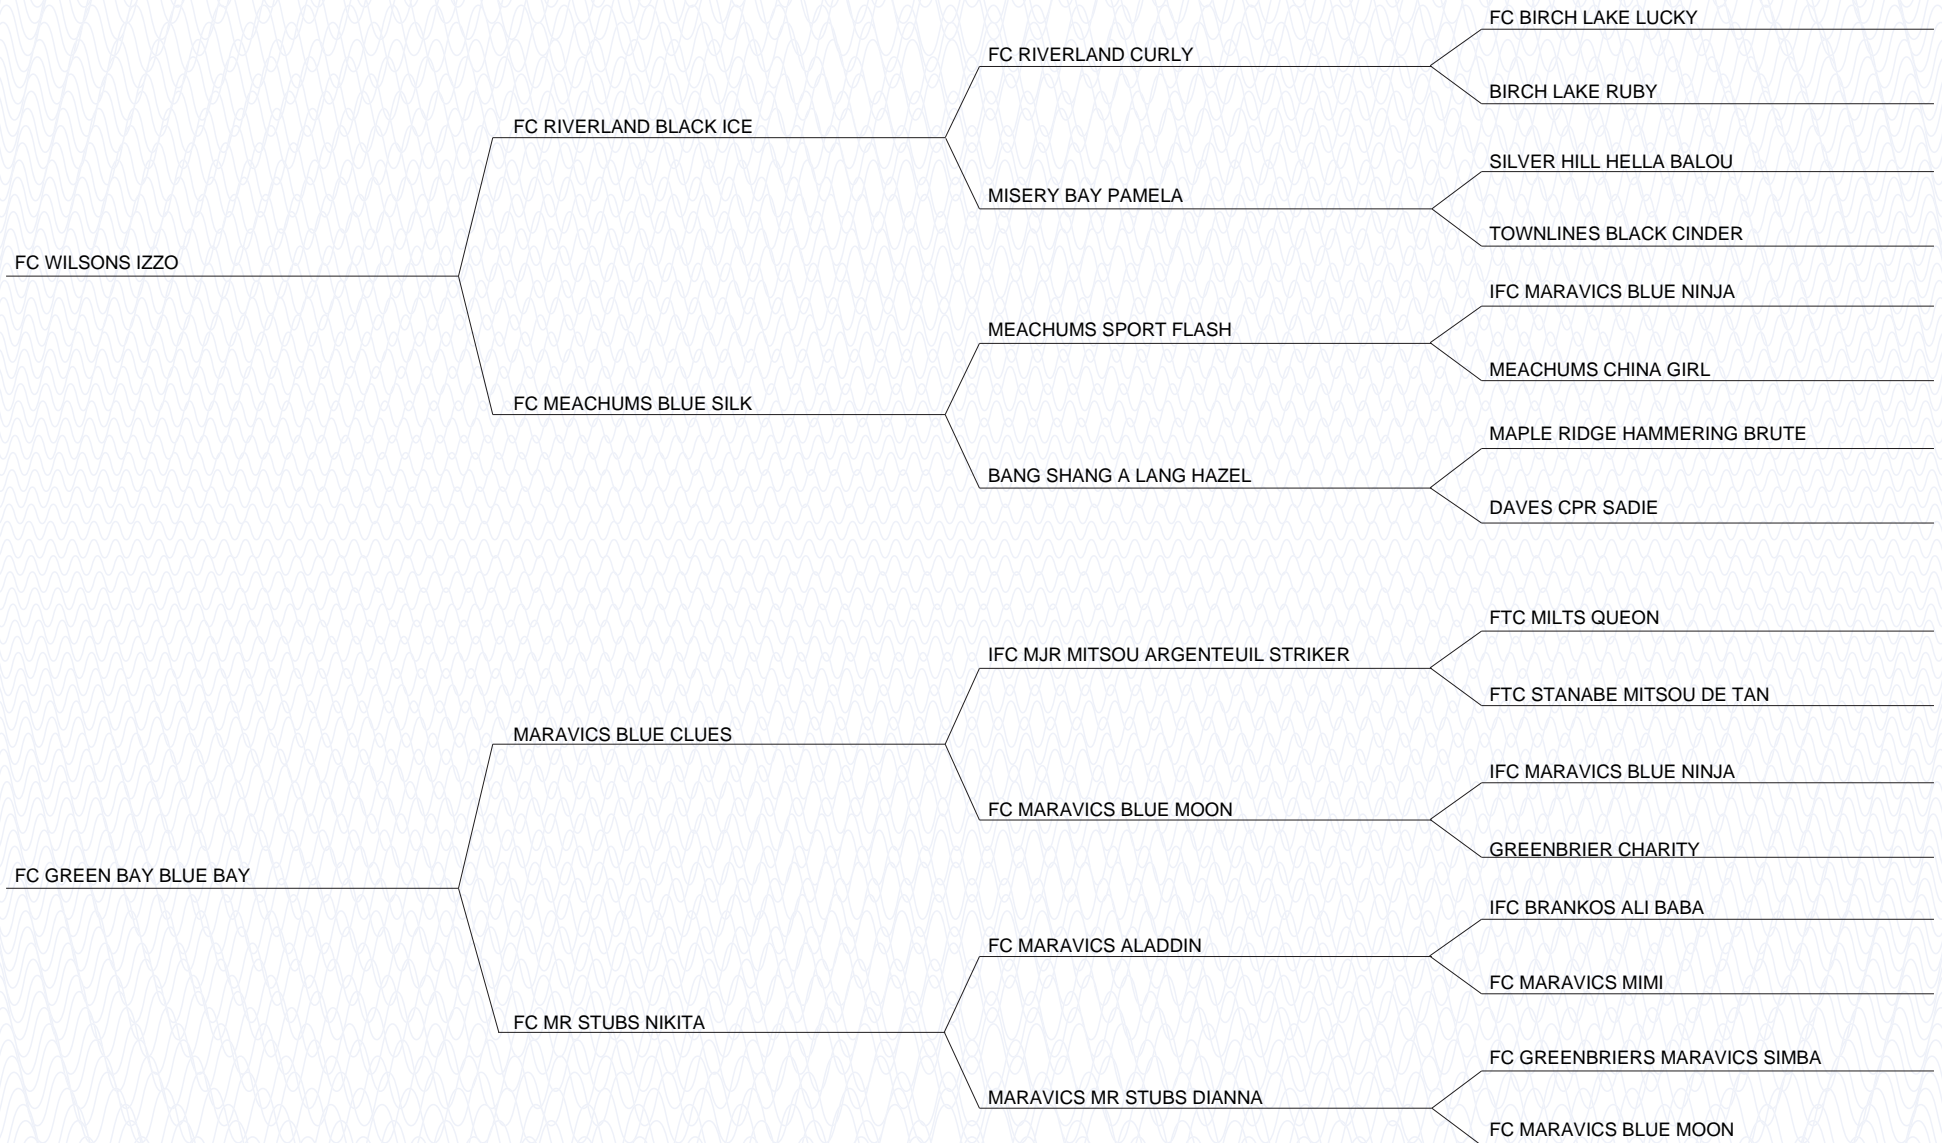 FC BIRCH LAKE LUCKY
FC RIVERLAND CURLY
BIRCH LAKE RUBY
FC RIVERLAND BLACK ICE
SILVER HILL HELLA BALOU
MISERY BAY PAMELA
TOWNLINES BLACK CINDER
FC WILSONS IZZO
IFC MARAVICS BLUE NINJA
MEACHUMS SPORT FLASH
MEACHUMS CHINA GIRL
FC MEACHUMS BLUE SILK
MAPLE RIDGE HAMMERING BRUTE
BANG SHANG A LANG HAZEL
DAVES CPR SADIE
FTC MILTS QUEON
IFC MJR MITSOU ARGENTEUIL STRIKER
FTC STANABE MITSOU DE TAN
MARAVICS BLUE CLUES
IFC MARAVICS BLUE NINJA
FC MARAVICS BLUE MOON
GREENBRIER CHARITY
FC GREEN BAY BLUE BAY
IFC BRANKOS ALI BABA
FC MARAVICS ALADDIN
FC MARAVICS MIMI
FC MR STUBS NIKITA
FC GREENBRIERS MARAVICS SIMBA
MARAVICS MR STUBS DIANNA
FC MARAVICS BLUE MOON